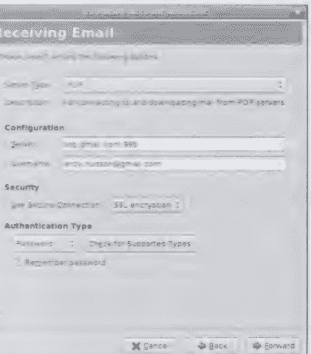 Receiving Email
Please select among the following options
Server Type: POP
Description: For connecting to and downloading mail from POP servers.
Configuration
Server:
Username:
Security
Use Secure Connection: SSL encryption
Authentication Type
Password Check for Supported Types
Remember password
Cancel Back Forward